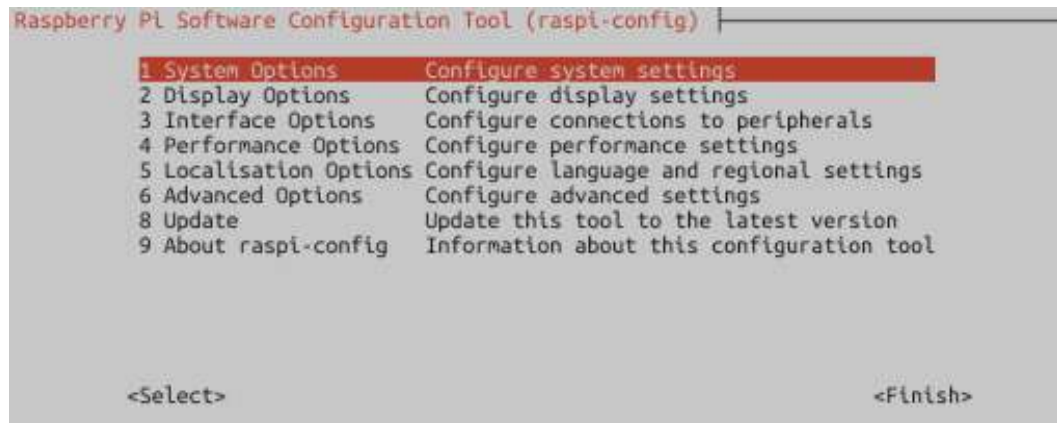 Raspberry Pi Software Configuration Tool (raspi-config)
1 System Options Configure system settings
2 Display Options Configure display settings
3 Interface Options Configure connections to peripherals
4 Performance Options Configure performance settings
5 Localisation Options Configure language and regional settings
6 Advanced Options Configure advanced settings
8 Update Update this tool to the latest version
9 About raspi-config Information about this configuration tool
<Select> <Finish>